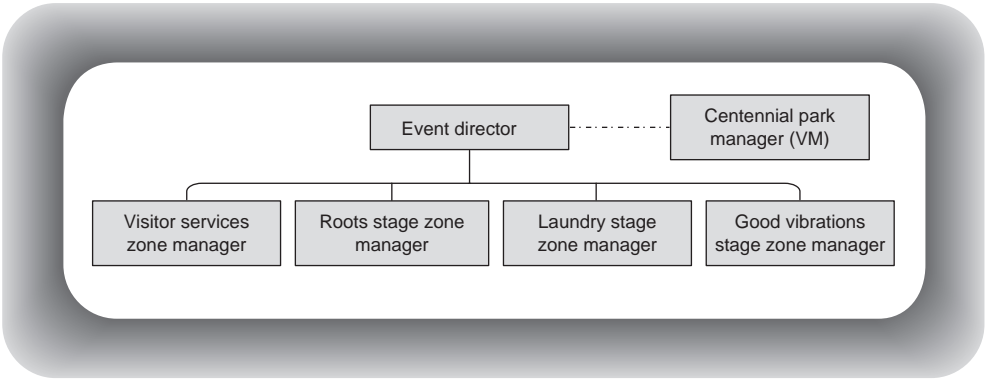 Event director
Centennial park
manager (VM)
Visitor services
zone manager
Roots stage zone
manager
Laundry stage
zone manager
Good vibrations
stage zone manager